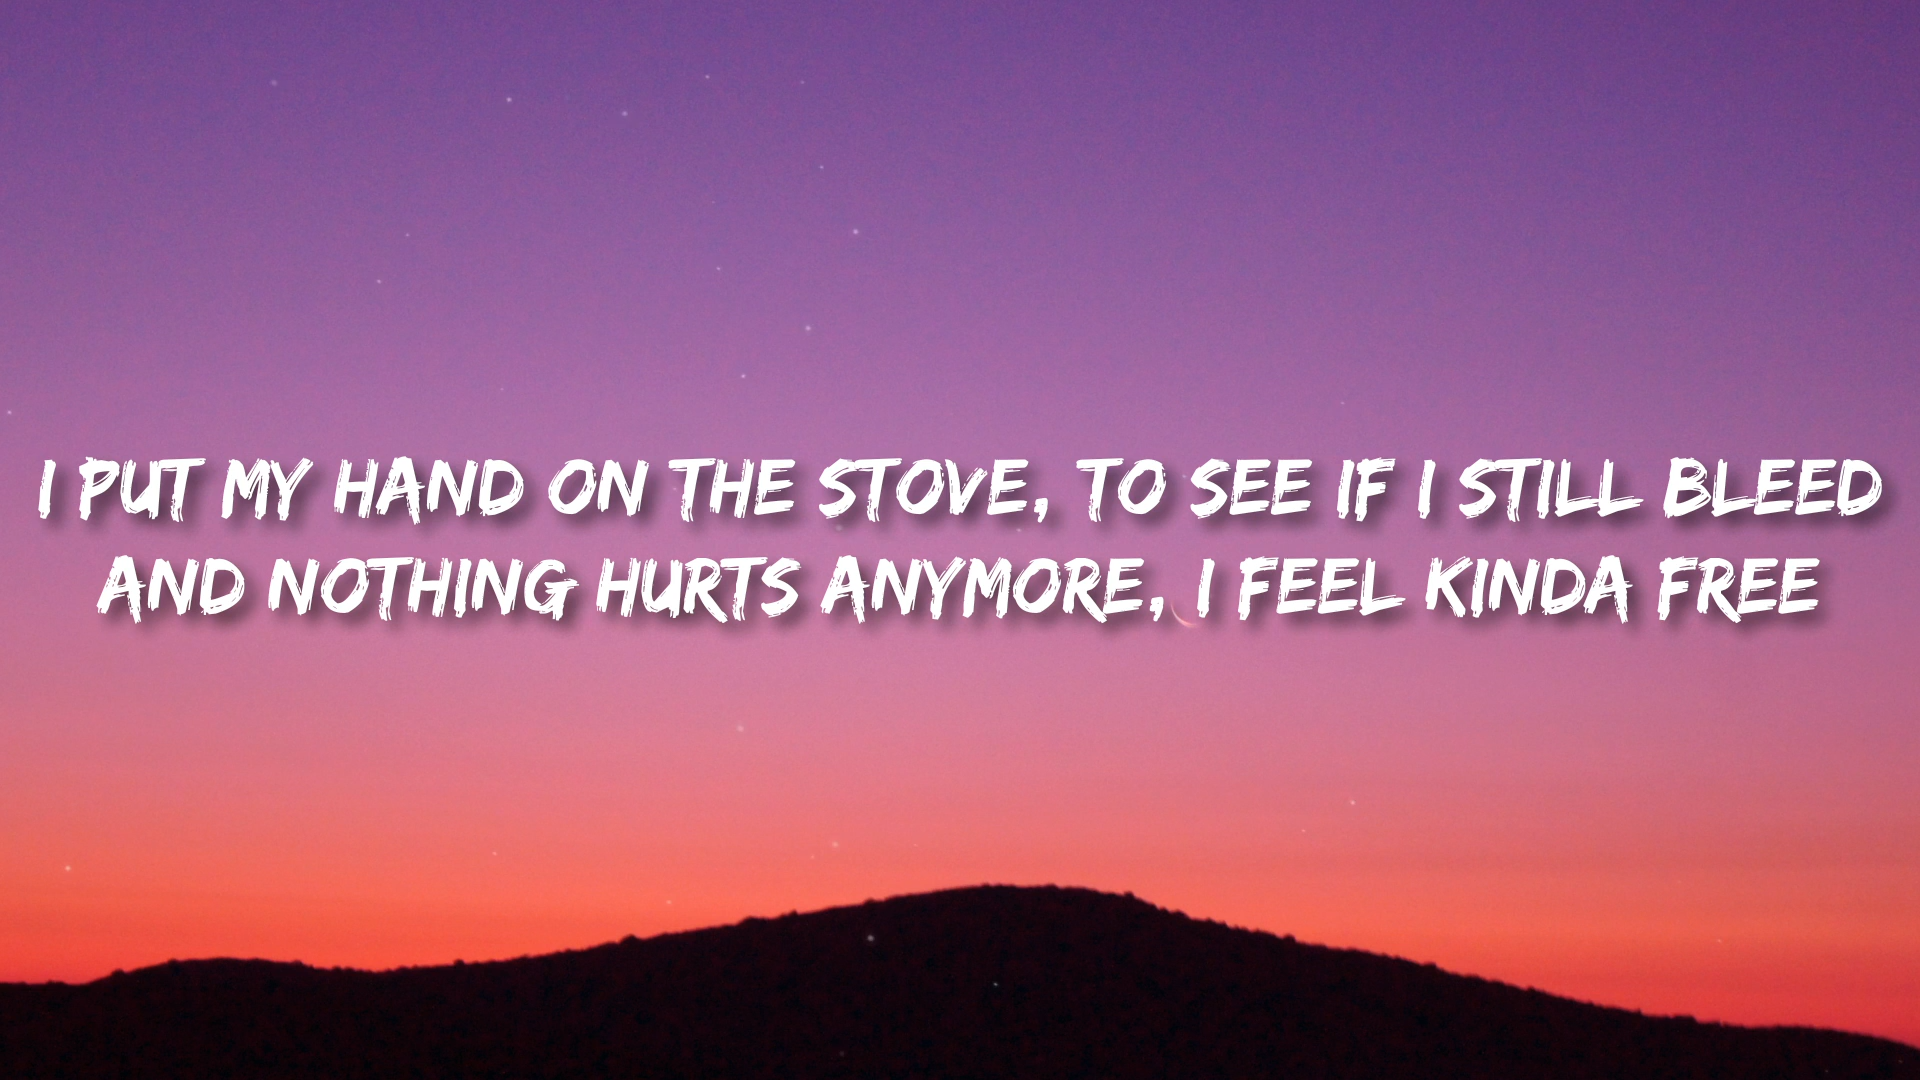 I PUT MY HAND ON THE STOVE, TO SEE IF I STILL BLEED
AND NOTHING HURTS ANYMORE, I FEEL KINDA FREE